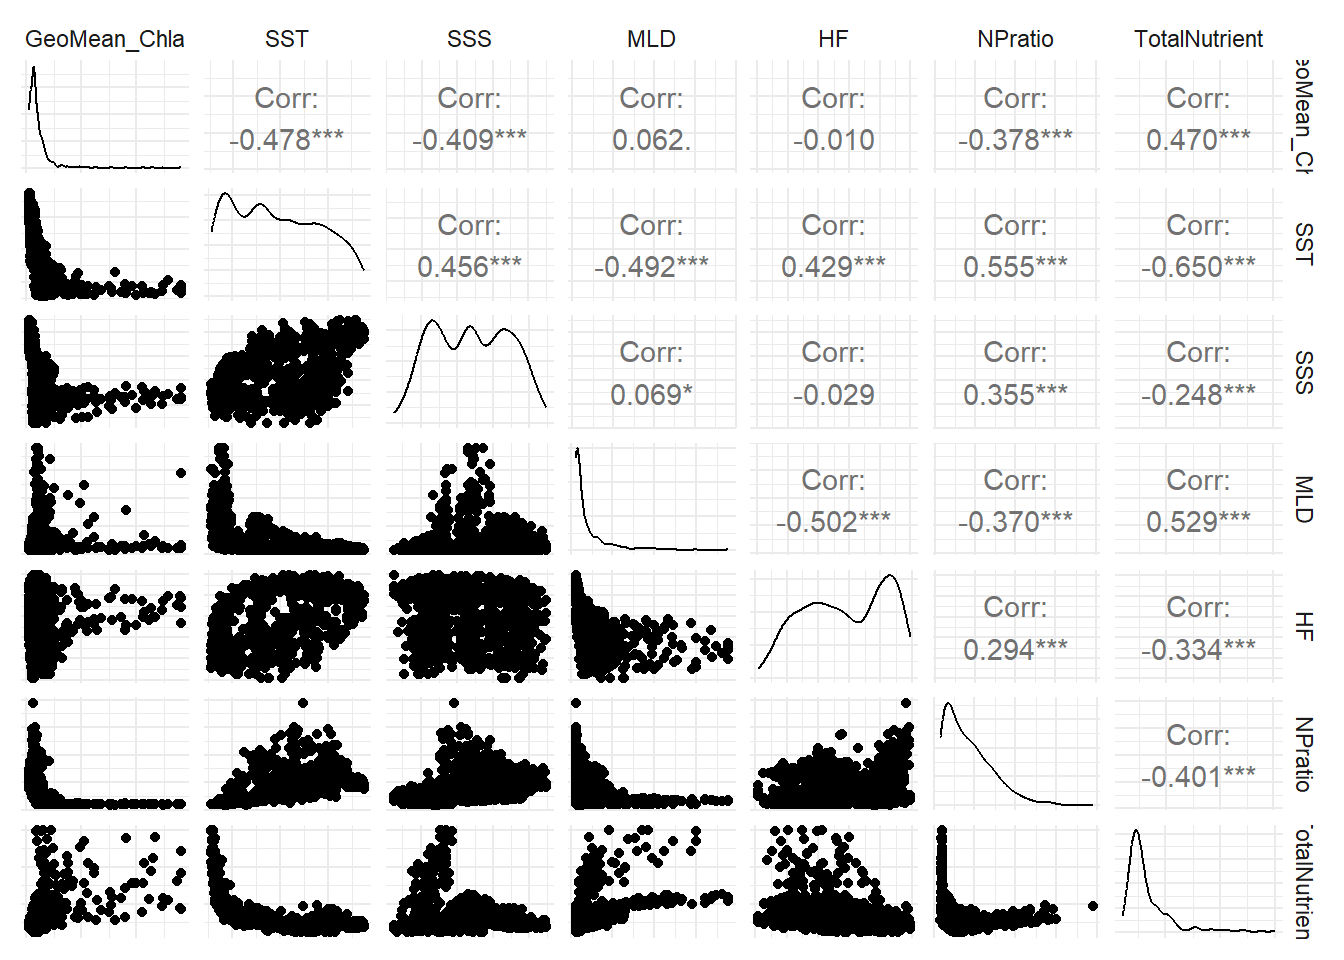 GeoMean_Chla SST SSS MLD HF NPratio TotalNutrient
Corr: Corr: Corr: Corr: Corr: Corr:
-0.478*** -0.409*** 0.062. -0.010 -0.378*** 0.470***
eoMean_Ch
Corr: Corr: Corr: Corr: Corr:
0.456*** -0.492*** 0.429*** 0.555*** -0.650***
SST
Corr: Corr: Corr: Corr:
0.069* -0.029 0.355*** -0.248***
SSS
Corr: Corr: Corr:
-0.502*** -0.370*** 0.529***
MLD
Corr: Corr:
0.294*** -0.334***
HF
Corr:
-0.401***
NPratio
TotalNutrien